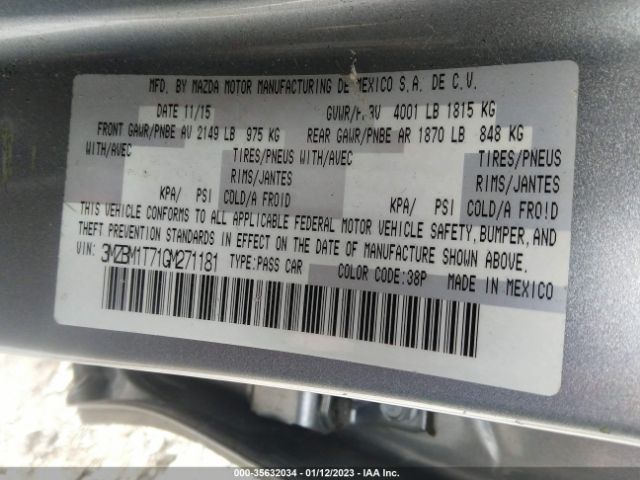 MFD. BY MAZDA MOTOR MANUFACTURING DE MEXICO S.A. DE C.V.
DATE 11/15 GVWR/P. BV 4001 LB 1815 KG
FRONT GAWR/PNBE AV 2149 LB 975 KG REAR GAWR/PNBE AR 1870 LB 848 KG
WITH/AVEC TIRES/PNEUS WITH/AVEC TIRES/PNEUS
RIMS/JANTES RIMS/JANTES
KPA/ PSI COLD/A FROID KPA/ PSI COLD/A FROID
THIS VEHICLE CONFORMS TO ALL APPLICABLE FEDERAL MOTOR VEHICLE SAFETY, BUMPER, AND
THEFT PREVENTION STANDARDS IN EFFECT ON THE DATE OF MANUFACTURE SHOWN ABOVE.
VIN: 3MZBM1T71GM271181 TYPE:PASS CAR COLOR CODE:38P MADE IN MEXICO
000-35632034 - 01/12/2023 - IAA Inc.